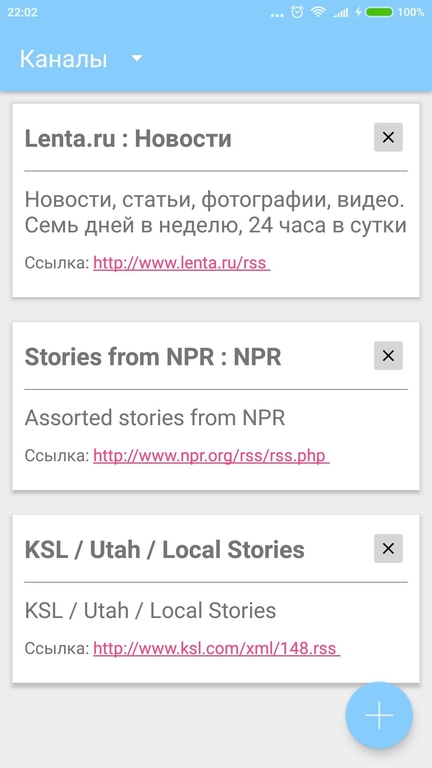 22:02
100%
Каналы
Lenta.ru : Новости
Новости, статьи, фотографии, видео.
Семь дней в неделю, 24 часа в сутки
Ссылка: http://www.lenta.ru/rss
Stories from NPR : NPR
Assorted stories from NPR
Ссылка: http://www.npr.org/rss/rss.php
KSL / Utah / Local Stories
KSL / Utah / Local Stories
Ссылка: http://www.ksl.com/xml/148.rss